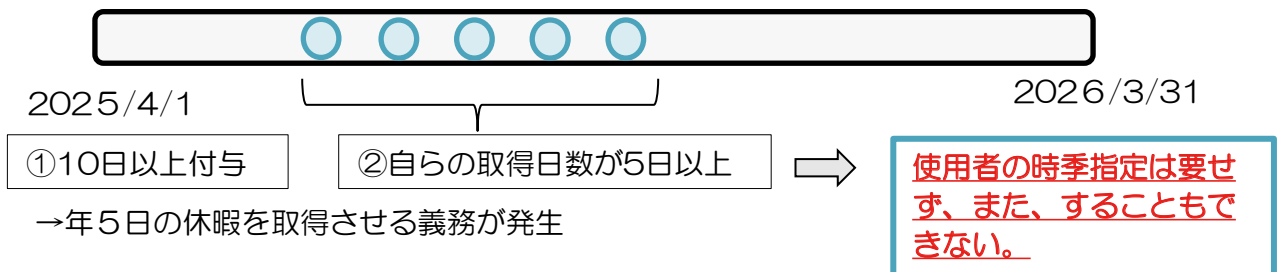 2025/4/1
2026/3/31
①10日以上付与
②自らの取得日数が5日以上
使用者の時季指定は要せ
ず、また、することもで
きない。
→年５日の休暇を取得させる義務が発生